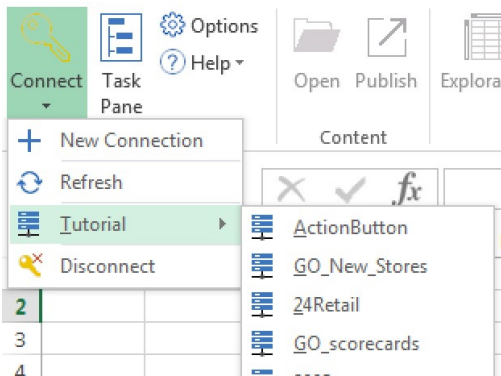 Connect
Task Pane
Options
? Help
Open
Publish
Explora
Content
New Connection
Refresh
Tutorial
Disconnect
fx
ActionButton
GO_New_Stores
24Retail
GO_scorecards
2
3
4